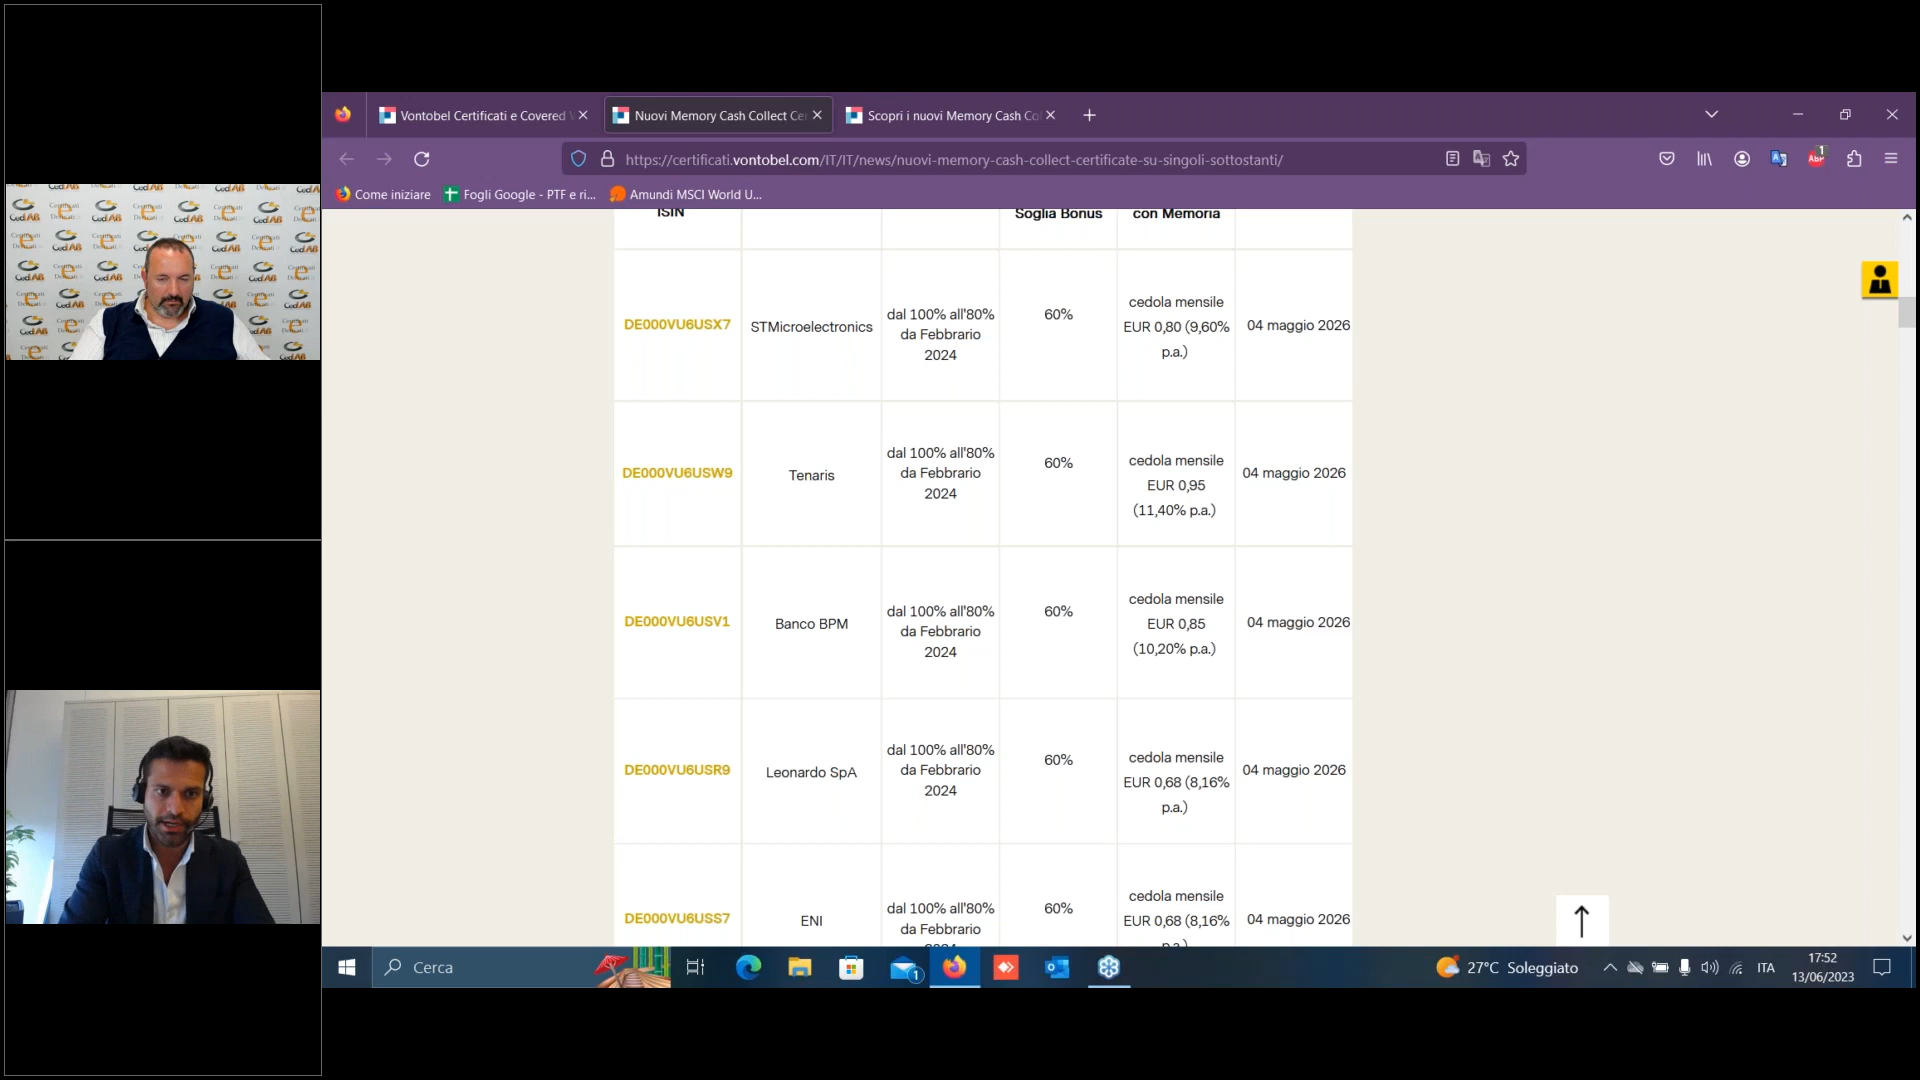 Vontobel Certificati e Covered
Nuovi Memory Cash Collect Ce
Scopri i nuovi Memory Cash Co
https://certificati.vontobel.com/IT/IT/news/nuovi-memory-cash-collect-certificate-su-singoli-sottostanti/
1
Come iniziare
Fogli Google - PTF e ri...
Amundi MSCI World U...
ISIN
Soglia Bonus
con Memoria
DE000VU6USX7
STMicroelectronics
dal 100% all'80%
da Febbrario
2024
60%
cedola mensile
EUR 0,80 (9,60%
p.a.)
04 maggio 2026
DE000VU6USW9
Tenaris
dal 100% all'80%
da Febbrario
2024
60%
cedola mensile
EUR 0,95
(11,40% p.a.)
04 maggio 2026
DE000VU6USV1
Banco BPM
dal 100% all'80%
da Febbrario
2024
60%
cedola mensile
EUR 0,85
(10,20% p.a.)
04 maggio 2026
DE000VU6USR9
Leonardo SpA
dal 100% all'80%
da Febbrario
2024
60%
cedola mensile
EUR 0,68 (8,16%
p.a.)
04 maggio 2026
DE000VU6USS7
ENI
dal 100% all'80%
da Febbrario
2024
60%
cedola mensile
EUR 0,68 (8,16%
p.a.)
04 maggio 2026
Cerca
1
27°C Soleggiato
ITA
17:52
13/06/2023